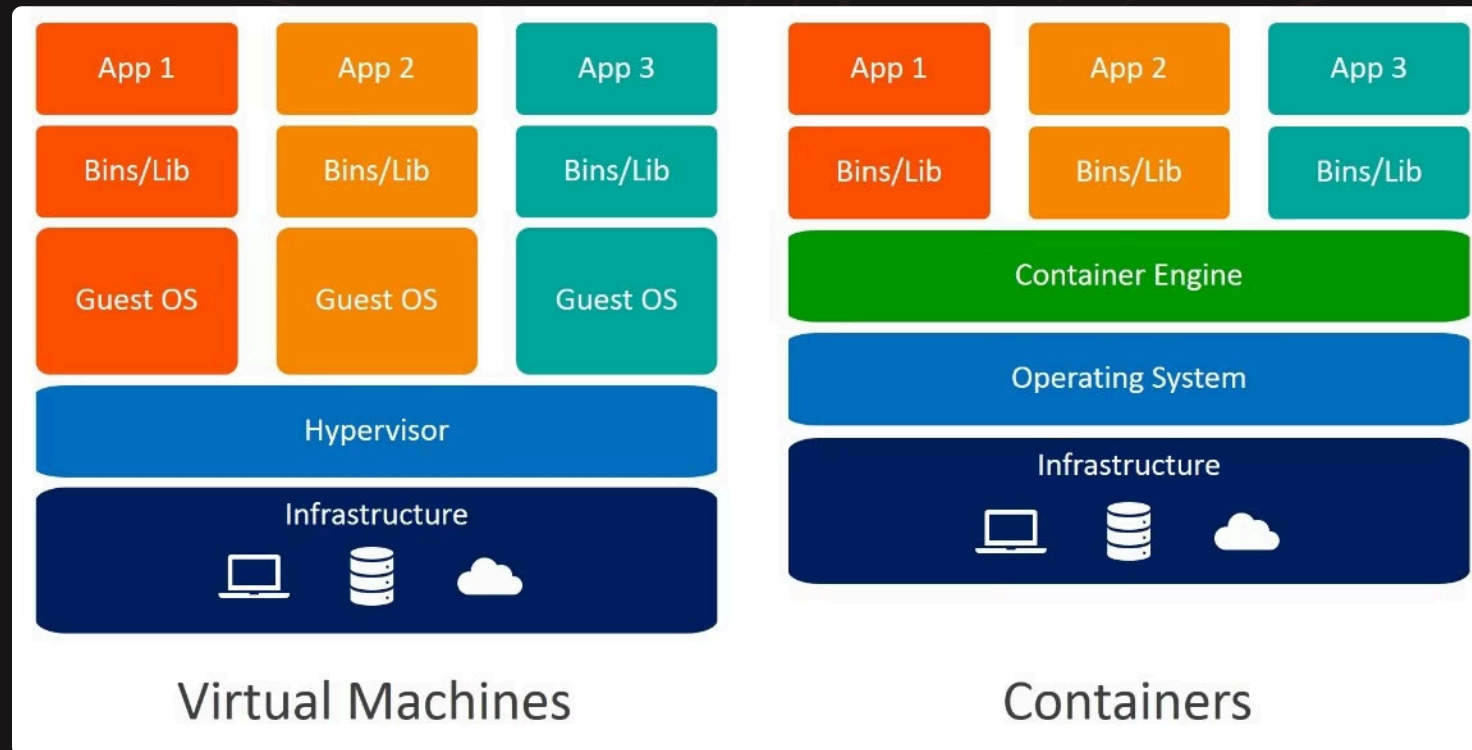 App 1
App 2
App 3
Bins/Lib
Bins/Lib
Bins/Lib
Guest OS
Guest OS
Guest OS
Hypervisor
Infrastructure
Virtual Machines
App 1
App 2
App 3
Bins/Lib
Bins/Lib
Bins/Lib
Container Engine
Operating System
Infrastructure
Containers